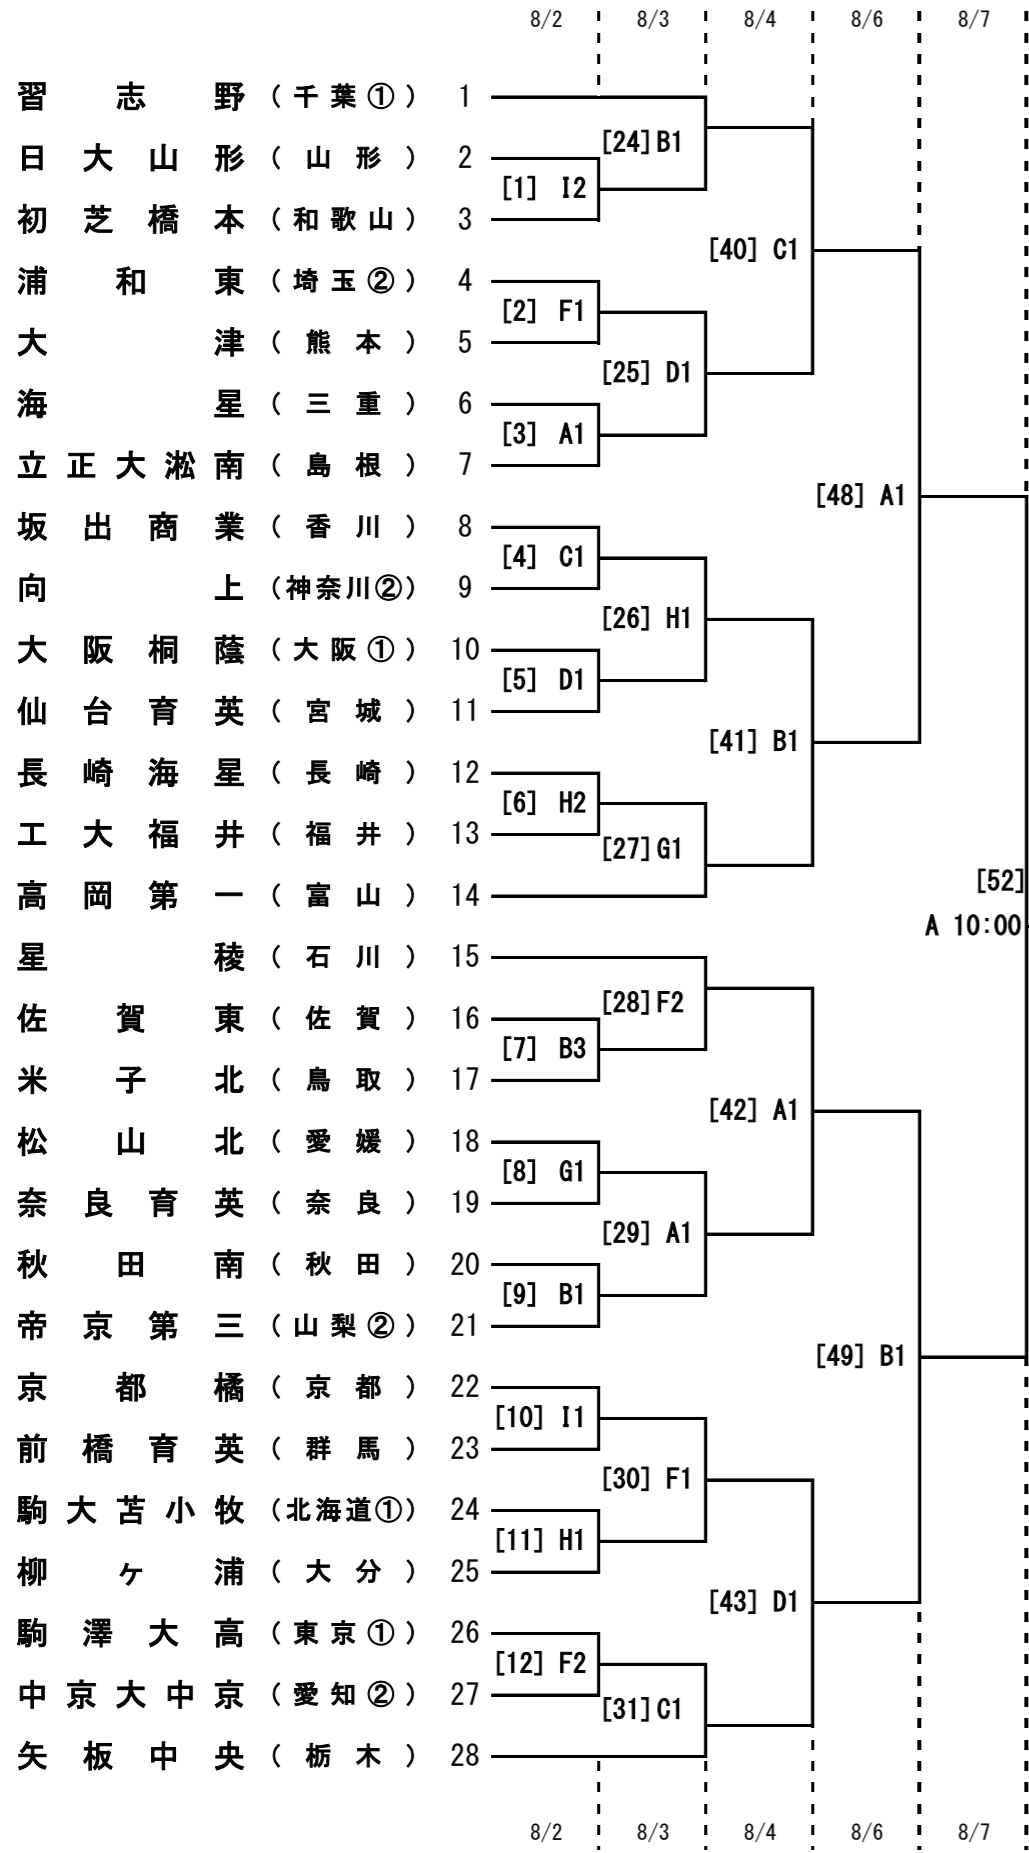 8/2 8/3 8/4 8/6 8/7
習志野（千葉①） 1
[24]B1
日大山形（山形） 2
[1] I2
初芝橋本（和歌山） 3
[40] C1
浦和東（埼玉②） 4
[2] F1
大津（熊本） 5
[25] D1
海星（三重） 6
[3] A1
立正大淞南（島根） 7
[48] A1
坂出商業（香川） 8
[4] C1
向上（神奈川②） 9
[26] H1
大阪桐蔭（大阪①） 10
[5] D1
仙台育英（宮城） 11
[41] B1
長崎海星（長崎） 12
[6] H2
工大福井（福井） 13
[27]G1
[52]
高岡第一（富山） 14
A 10:00
星稜（石川） 15
[28]F2
佐賀東（佐賀） 16
[7] B3
米子北（鳥取） 17
[42] A1
松山北（愛媛） 18
[8] G1
奈良育英（奈良） 19
[29] A1
秋田南（秋田） 20
[9] B1
帝京第三（山梨②） 21
[49] B1
京都橘（京都） 22
[10] I1
前橋育英（群馬） 23
[30] F1
駒大苫小牧（北海道①） 24
[11] H1
柳ヶ浦（大分） 25
[43] D1
駒澤大高（東京①） 26
[12] F2
中京大中京（愛知②） 27
[31]C1
矢板中央（栃木） 28
8/2 8/3 8/4 8/6 8/7